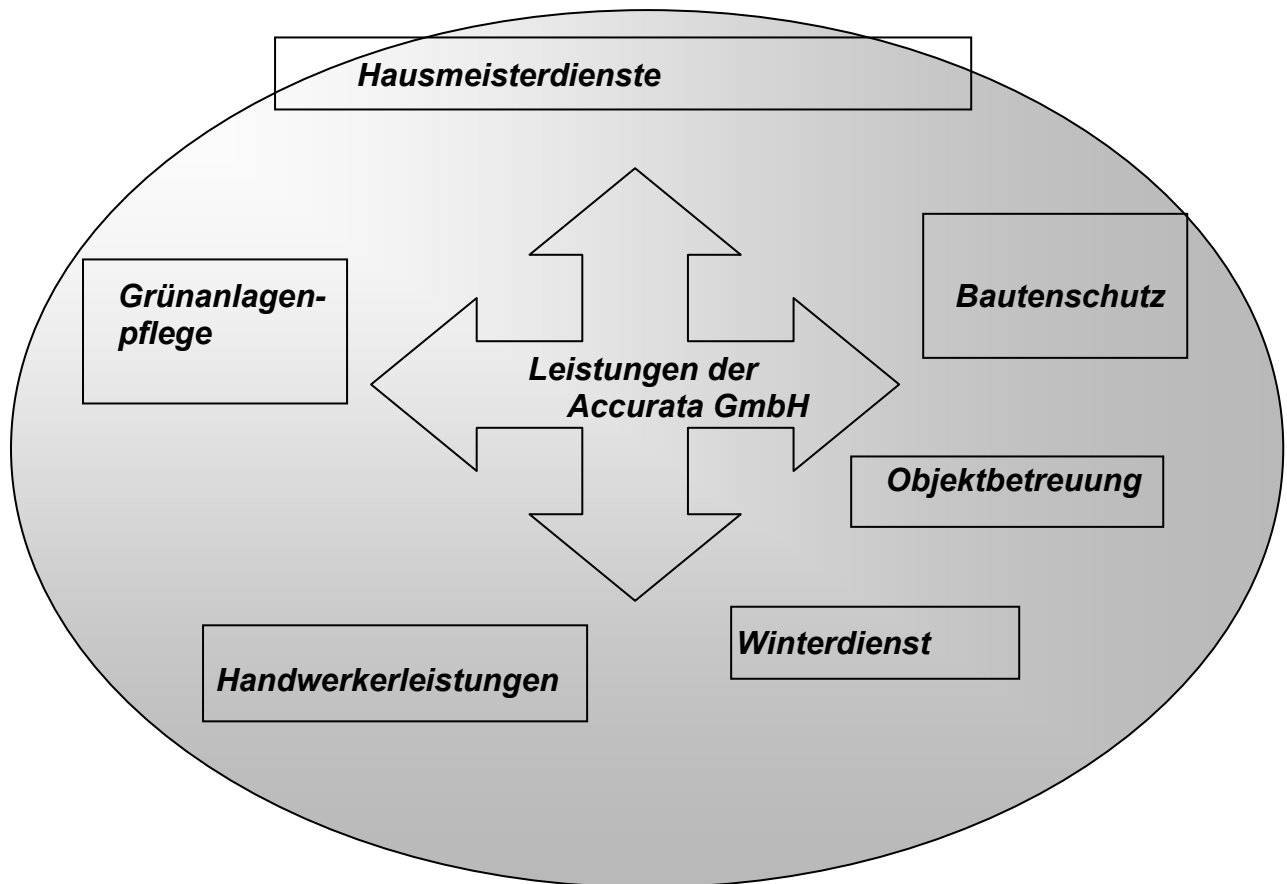 Hausmeisterdienste
Grünanlagen-
pflege
Bautenschutz
Leistungen der
Accurata GmbH
Objektbetreuung
Winterdienst
Handwerkerleistungen